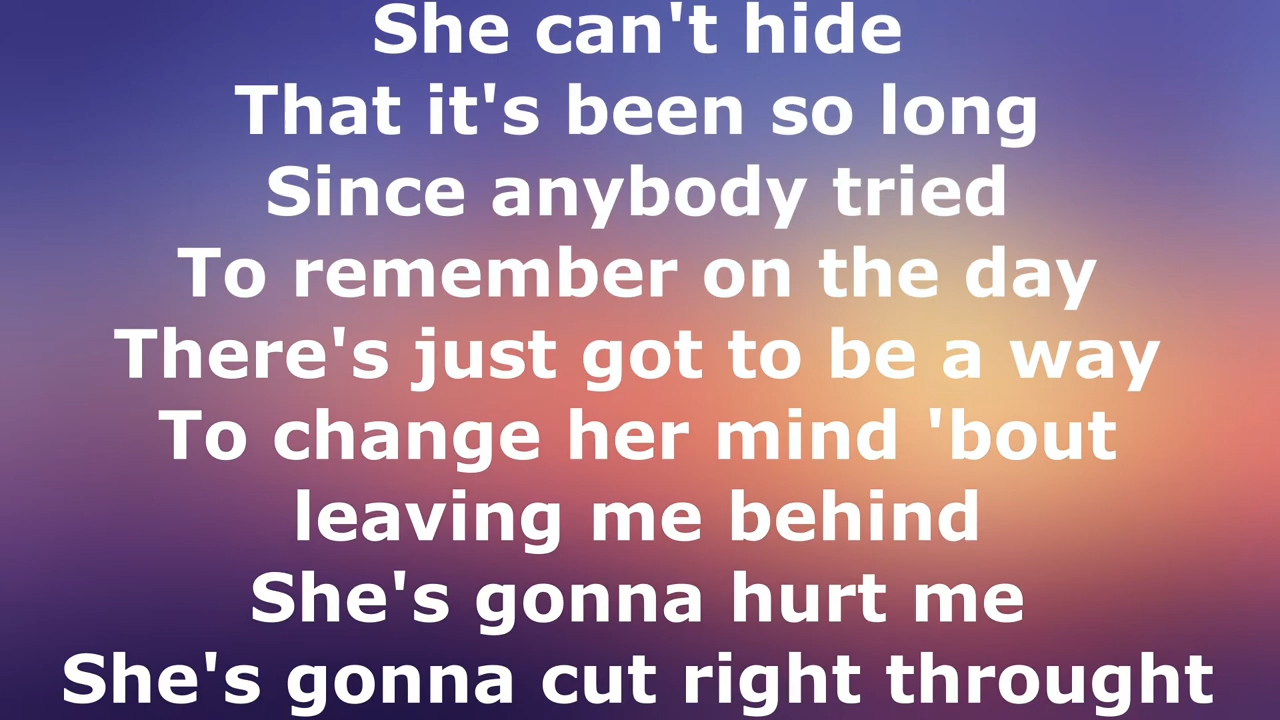 She can't hide
That it's been so long
Since anybody tried
To remember on the day
There's just got to be a way
To change her mind 'bout
leaving me behind
She's gonna hurt me
She's gonna cut right throught